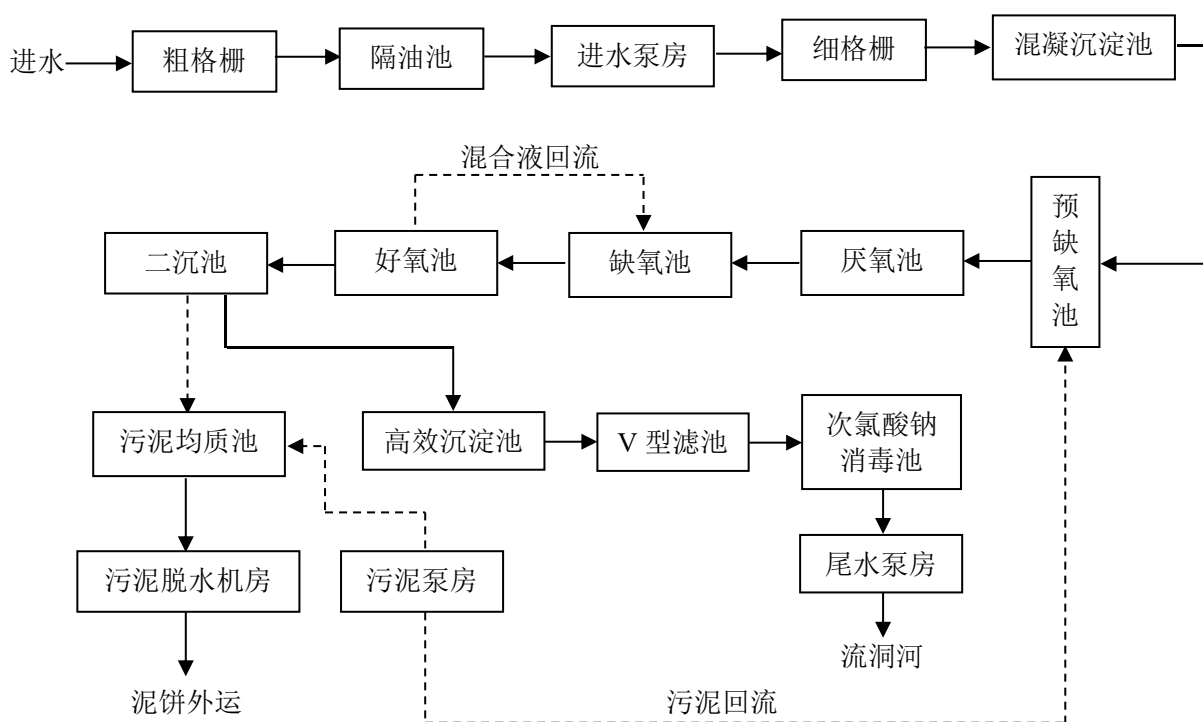 进水
粗格栅
隔油池
进水泵房
细格栅
混凝沉淀池
混合液回流
二沉池
好氧池
缺氧池
厌氧池
预
缺
氧
池
污泥均质池
高效沉淀池
V 型滤池
次氯酸钠
消毒池
污泥脱水机房
污泥泵房
尾水泵房
流洞河
泥饼外运
污泥回流